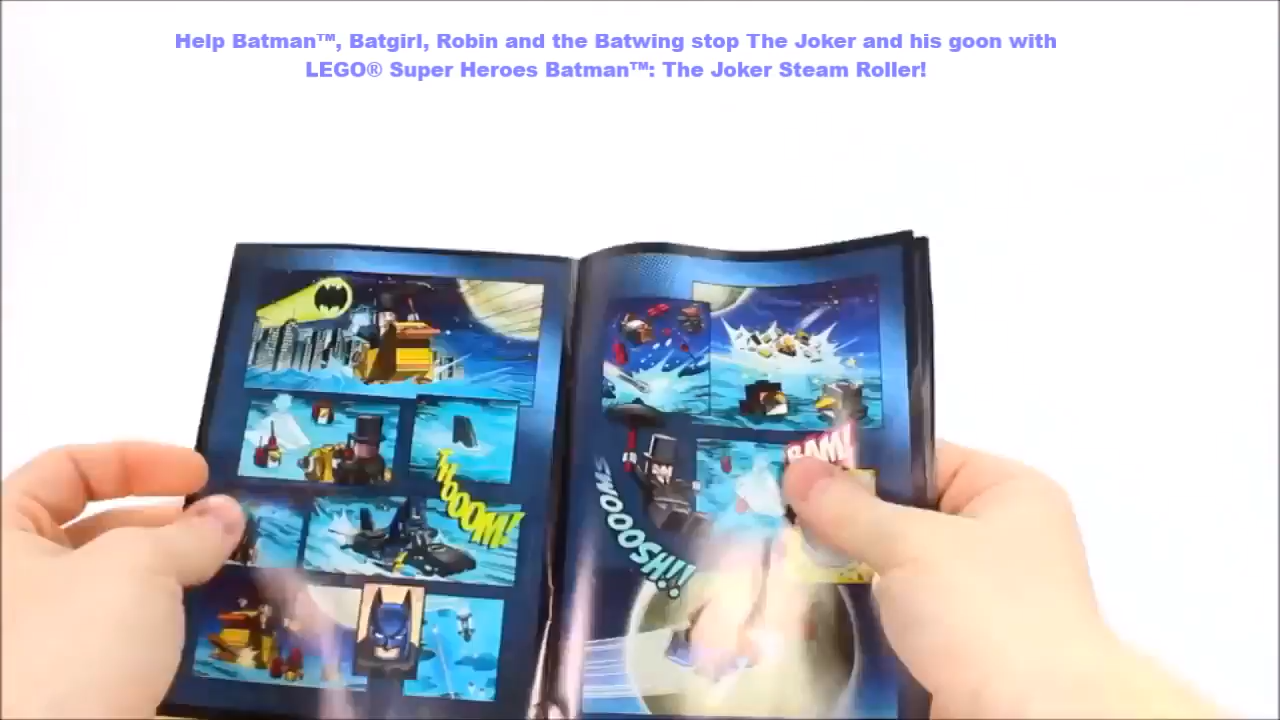 Help Batman™, Batgirl, Robin and the Batwing stop The Joker and his goon with
LEGO® Super Heroes Batman™: The Joker Steam Roller!
THOOOM!
BAM!
SWOOOSH!!!